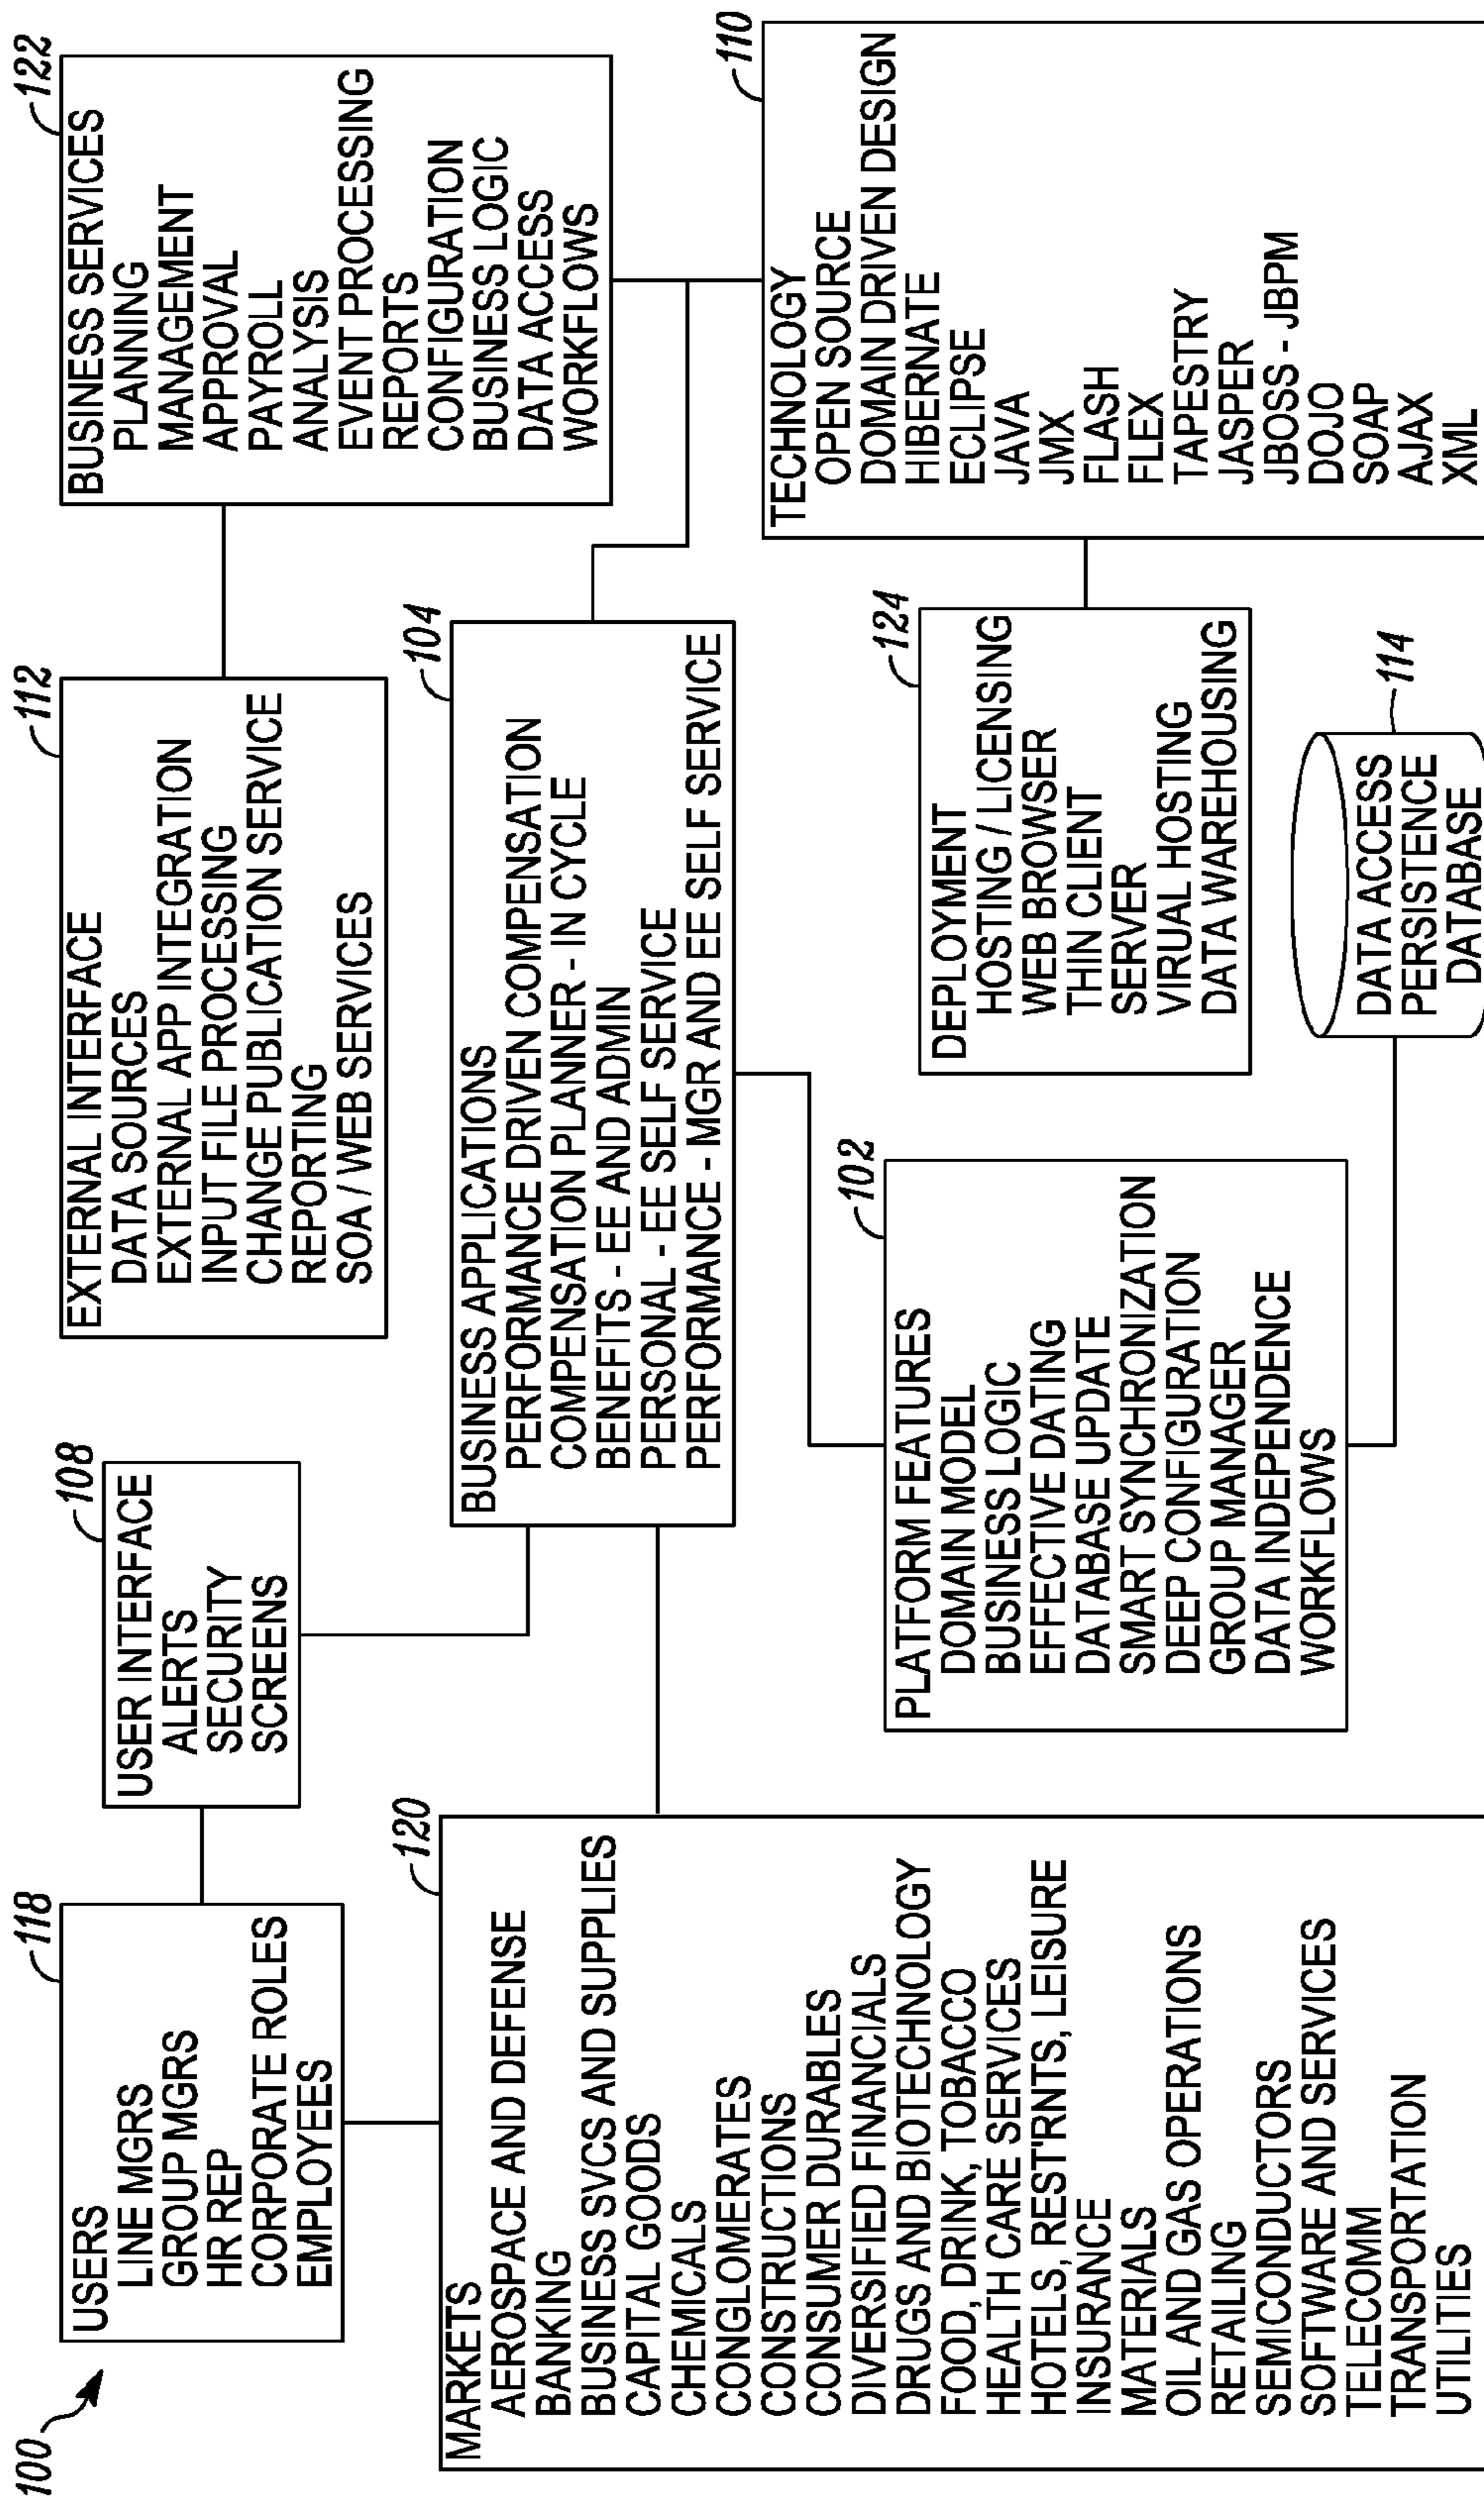 100
118
USERS
LINE MGRS
GROUP MGRS
HR REP
CORPORATE ROLES
EMPLOYEES
108
USER INTERFACE
ALERTS
SECURITY
SCREENS
112
EXTERNAL INTERFACE
DATA SOURCES
EXTERNAL APP INTEGRATION
INPUT FILE PROCESSING
CHANGE PUBLICATION SERVICE
REPORTING
SOA / WEB SERVICES
122
BUSINESS SERVICES
PLANNING
MANAGEMENT
APPROVAL
PAYROLL
ANALYSIS
EVENT PROCESSING
REPORTS
CONFIGURATION
BUSINESS LOGIC
DATA ACCESS
WORKFLOWS
120
MARKETS
AEROSPACE AND DEFENSE
BANKING
BUSINESS SVCS AND SUPPLIES
CAPITAL GOODS
CHEMICALS
CONGLOMERATES
CONSTRUCTIONS
CONSUMER DURABLES
DIVERSIFIED FINANCIALS
DRUGS AND BIOTECHNOLOGY
FOOD, DRINK, TOBACCO
HEALTH CARE SERVICES
HOTELS, REST'RNTS, LEISURE
INSURANCE
MATERIALS
OIL AND GAS OPERATIONS
RETAILING
SEMICONDUCTORS
SOFTWARE AND SERVICES
TELECOMM
TRANSPORTATION
UTILITIES
104
BUSINESS APPLICATIONS
PERFORMANCE DRIVEN COMPENSATION
COMPENSATION PLANNER - IN CYCLE
BENEFITS - EE AND ADMIN
PERSONAL - EE SELF SERVICE
PERFORMANCE - MGR AND EE SELF SERVICE
102
PLATFORM FEATURES
DOMAIN MODEL
BUSINESS LOGIC
EFFECTIVE DATING
DATABASE UPDATE
SMART SYNCHRONIZATION
DEEP CONFIGURATION
GROUP MANAGER
DATA INDEPENDENCE
WORKFLOWS
124
DEPLOYMENT
HOSTING / LICENSING
WEB BROWSER
THIN CLIENT
SERVER
VIRUAL HOSTING
DATA WAREHOUSING
114
DATA ACCESS
PERSISTENCE
DATABASE
110
TECHNOLOGY
OPEN SOURCE
DOMAIN DRIVEN DESIGN
HIBERNATE
ECLIPSE
JAVA
JMX
FLASH
FLEX
TAPESTRY
JASPER
JBOSS - JBPM
DOJO
SOAP
AJAX
XML